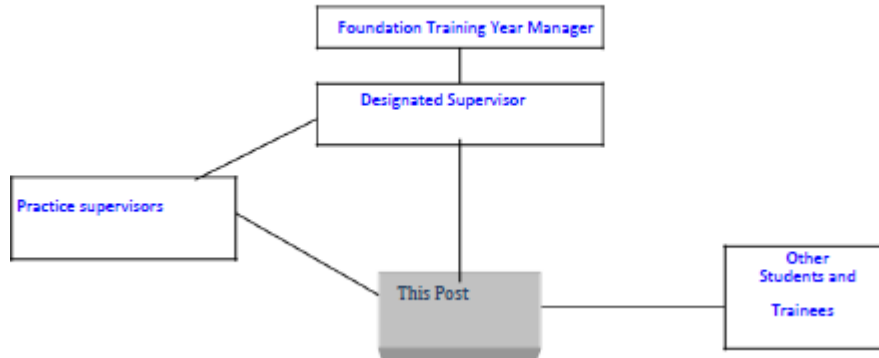 Foundation Training Year Manager
Designated Supervisor
Practice supervisors
This Post
Other
Students and
Trainees